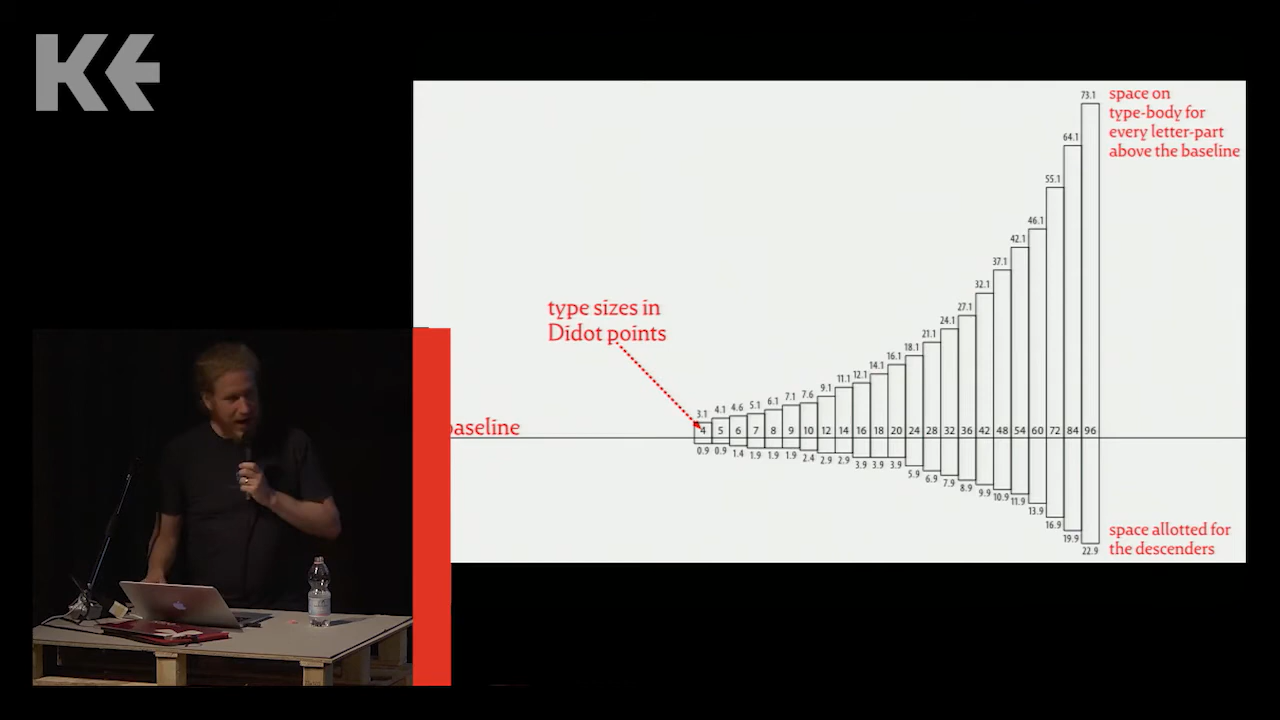 KE
73.1
space on
type-body for
every letter-part
above the baseline
64.1
55.1
46.1
42.1
37.1
32.1
27.1
24.1
21.1
18.1
16.1
14.1
12.1
11.1
9.1
7.6
7.1
6.1
5.1
4.6
4.1
3.1
type sizes in
Didot points
baseline
4 5 6 7 8 9 10 12 14 16 18 20 24 28 32 36 42 48 54 60 72 84 96
0.9 0.9 1.4 1.9 1.9 1.9 2.4 2.9 2.9 3.9 3.9 3.9 5.9 6.9 7.9 8.9 9.9 10.9 11.9 13.9 16.9 19.9 22.9
space allotted for
the descenders